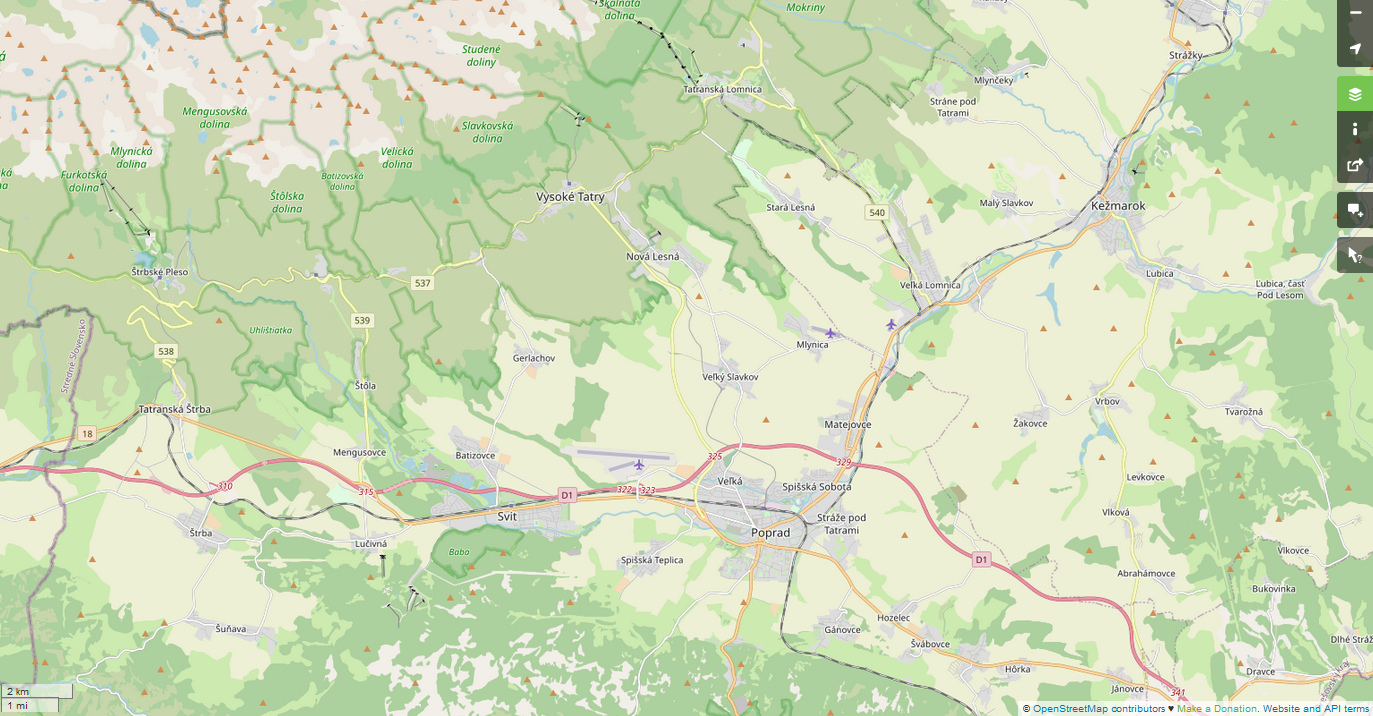 Skalnatá
dolina
Mokriny
Studené
doliny
Strážky
Tatranská Lomnica
Mlynčeky
Stráne pod
Tatrami
Mengusovská
dolina
Slavkovská
dolina
Mlynická
dolina
Velická
dolina
Furkotská
dolina
Batizovská
dolina
Štôlska
dolina
Vysoké Tatry
Stará Lesná
540
Malý Slavkov
Kežmarok
Nová Lesná
Štrbské Pleso
537
Veľká Lomnica
Ľubica
Ľubica, časť
Pod Lesom
539
Uhlištiatka
538
Stredné Slovensko
Mlynica
Gerlachov
Veľký Slavkov
Štôla
Tatranská Štrba
Vrbov
Tvarožná
Žakovce
Matejovce
18
Mengusovce
Batizovce
325
329
Veľká
Levkovce
310
315
D1
322
323
Spišská Sobota
Svit
Stráže pod
Tatrami
Vlková
Štrba
Poprad
Lučivná
Baba
Spišská Teplica
D1
Vlkovce
Abrahámovce
Bukovinka
Hozelec
Šuňava
Gánovce
Švábovce
Dlhé Stráž
Hôrka
Dravce
Jánovce
341
2 km
1 mi
© OpenStreetMap contributors ♥ Make a Donation. Website and API terms